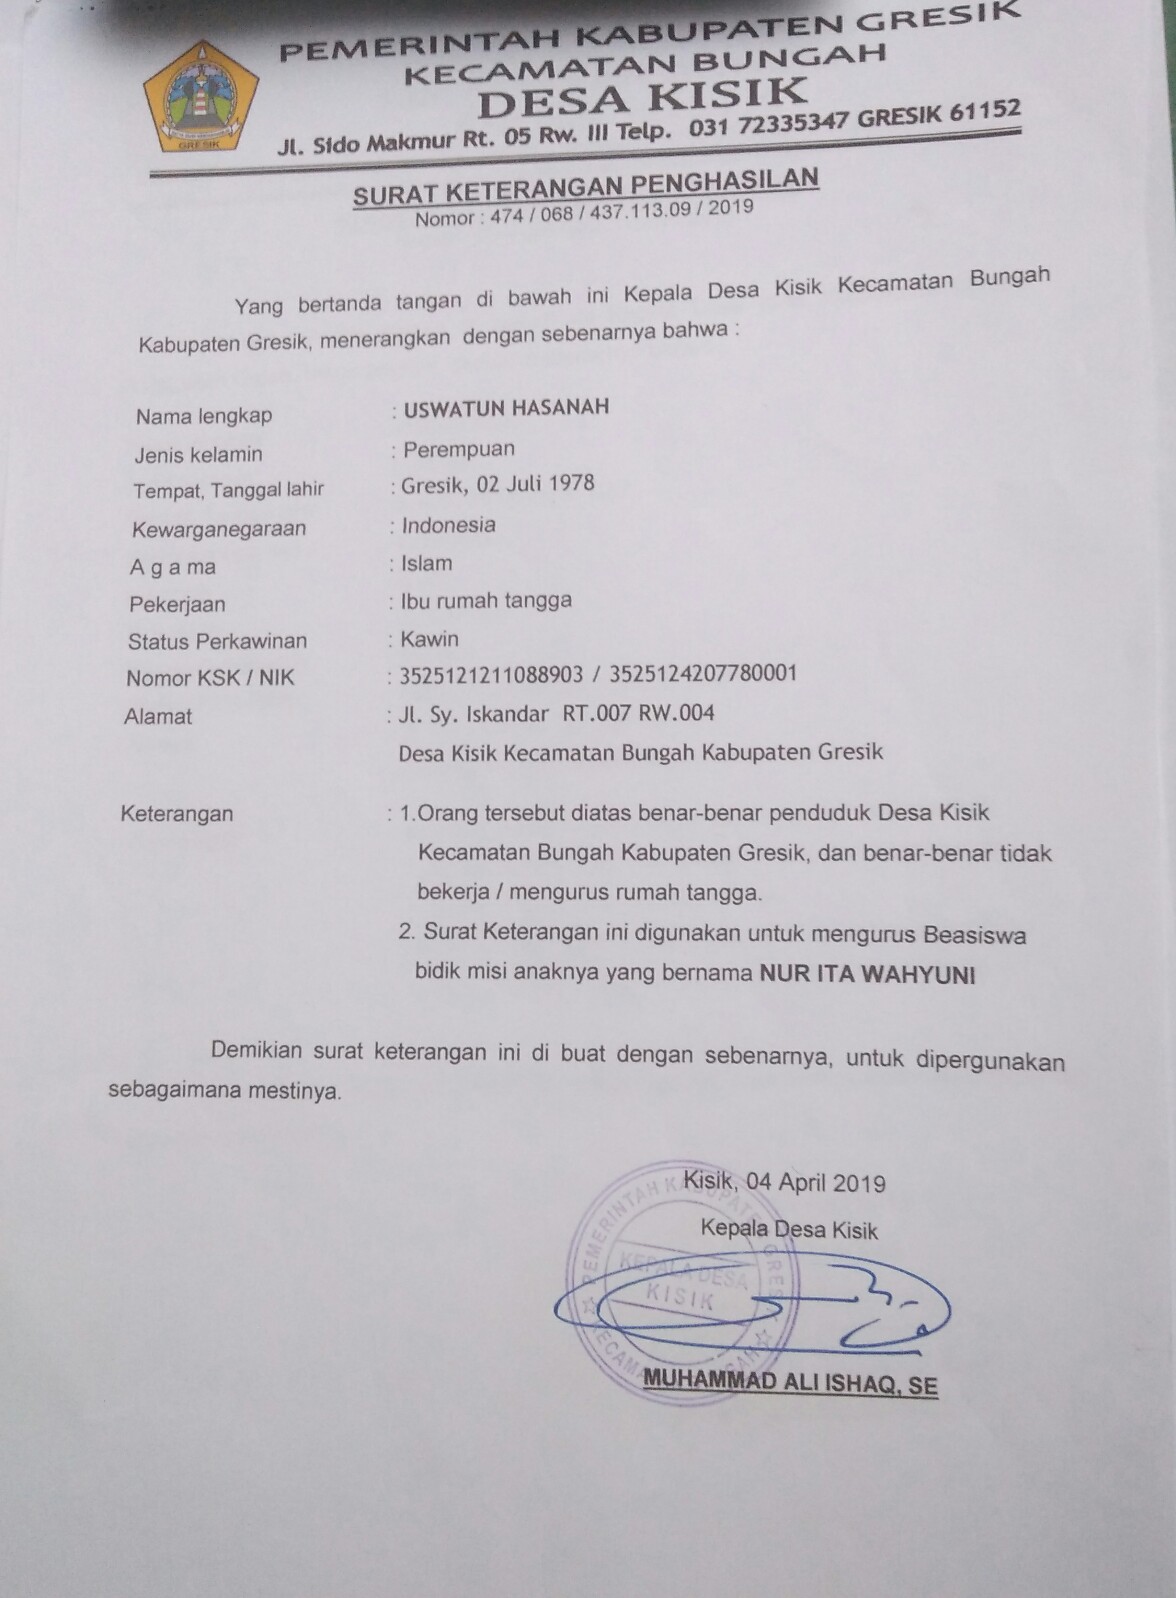 PEMERINTAH KABUPATEN GRESIK
KECAMATAN BUNGAH
DESA KISIK
Jl. Sido Makmur Rt. 05 Rw. III Telp. 031 72335347 GRESIK 61152
GRESIK
SURAT KETERANGAN PENGHASILAN
Nomor : 474 / 068 / 437.113.09 / 2019
Yang bertanda tangan di bawah ini Kepala Desa Kisik Kecamatan Bungah
Kabupaten Gresik, menerangkan dengan sebenarnya bahwa :
Nama lengkap : USWATUN HASANAH
Jenis kelamin : Perempuan
Tempat, Tanggal lahir : Gresik, 02 Juli 1978
Kewarganegaraan : Indonesia
A g a ma : Islam
Pekerjaan : Ibu rumah tangga
Status Perkawinan : Kawin
Nomor KSK / NIK : 3525121211088903 / 3525124207780001
Alamat : Jl. Sy. Iskandar RT.007 RW.004
Desa Kisik Kecamatan Bungah Kabupaten Gresik
Keterangan : 1.Orang tersebut diatas benar-benar penduduk Desa Kisik
Kecamatan Bungah Kabupaten Gresik, dan benar-benar tidak
bekerja / mengurus rumah tangga.
2. Surat Keterangan ini digunakan untuk mengurus Beasiswa
bidik misi anaknya yang bernama NUR ITA WAHYUNI
Demikian surat keterangan ini di buat dengan sebenarnya, untuk dipergunakan
sebagaimana mestinya.
Kisik, 04 April 2019
Kepala Desa Kisik
PEMERINTAH KABUPATEN GRESIK
KEPALA DESA
KISIK
MUHAMMAD ALI ISHAQ, SE